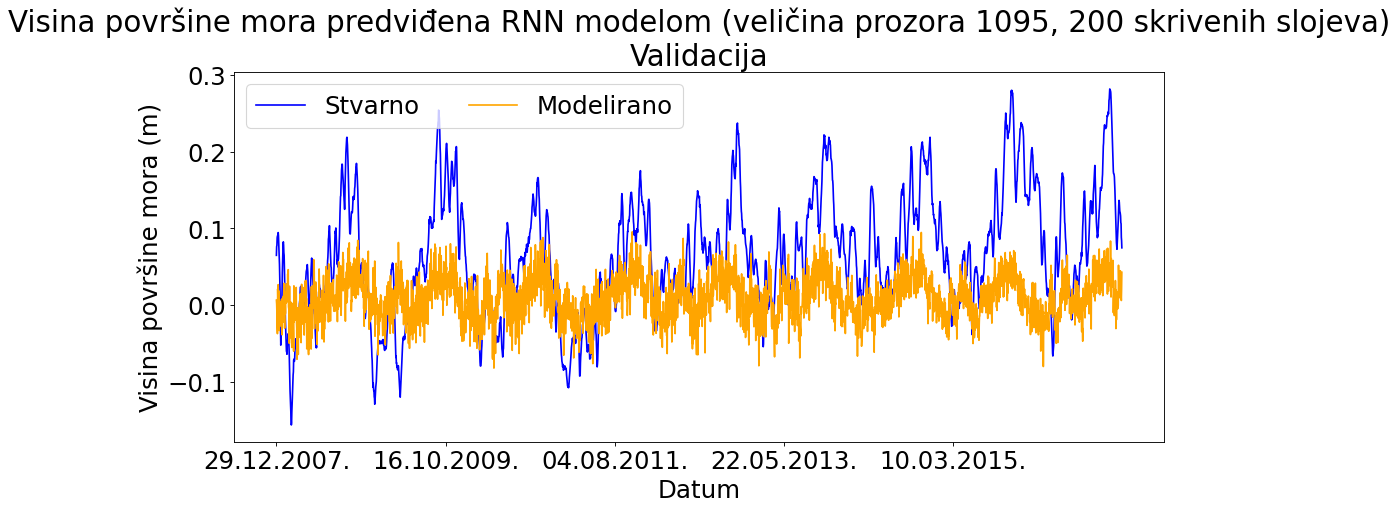 Visina površine mora predviđena RNN modelom (veličina prozora 1095, 200 skrivenih slojeva)
Validacija
Stvarno
Modelirano
Visina površine mora (m)
0.3
0.2
0.1
0.0
−0.1
29.12.2007.
16.10.2009.
04.08.2011.
22.05.2013.
10.03.2015.
Datum